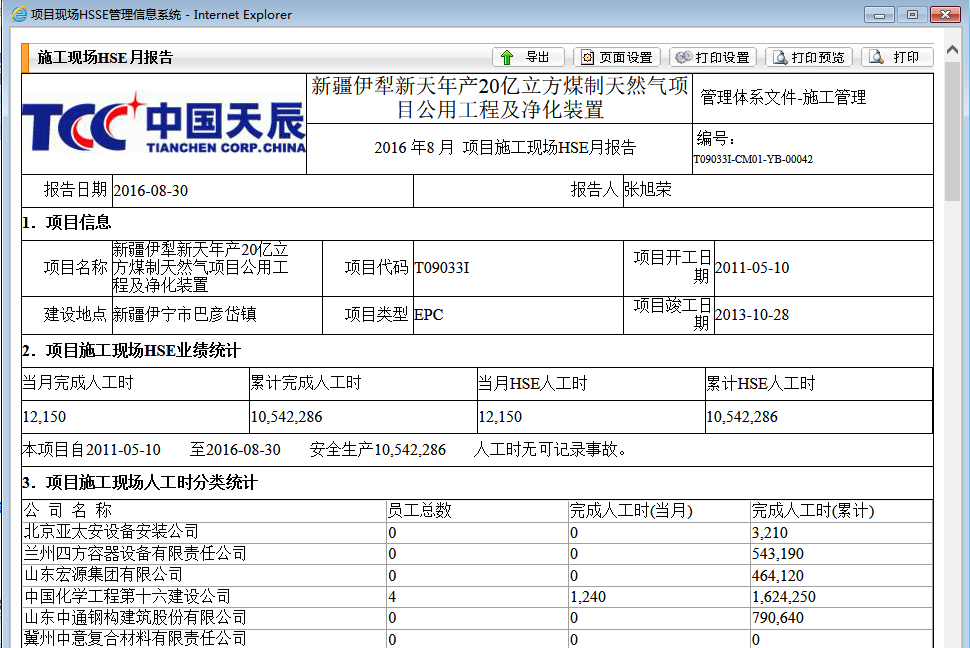 项目现场HSSE管理信息系统 - Internet Explorer
施工现场HSE月报告 导出 页面设置 打印设置 打印预览 打印
TCC 中国天辰
TIANCHEN CORP.CHINA
新疆伊犁新天年产20亿立方煤制天然气项
目公用工程及净化装置
管理体系文件-施工管理
2016 年8 月 项目施工现场HSE月报告
编号：
T09033I-CM01-YB-00042
报告日期 2016-08-30 报告人 张旭荣
1．项目信息
项目名称 新疆伊犁新天年产20亿立
方煤制天然气项目公用工
程及净化装置
项目代码 T09033I
项目开工日
期 2011-05-10
建设地点 新疆伊宁市巴彦岱镇 项目类型 EPC
项目竣工日
期 2013-10-28
2．项目施工现场HSE业绩统计
当月完成人工时 累计完成人工时 当月HSE人工时 累计HSE人工时
12,150 10,542,286 12,150 10,542,286
本项目自2011-05-10 至2016-08-30 安全生产10,542,286 人工时无可记录事故。
3．项目施工现场人工时分类统计
公 司 名 称 员工总数 完成人工时(当月) 完成人工时(累计)
北京亚太安设备安装公司 0 0 3,210
兰州四方容器设备有限责任公司 0 0 543,190
山东宏源集团有限公司 0 0 464,120
中国化学工程第十六建设公司 4 1,240 1,624,250
山东中通钢构建筑股份有限公司 0 0 790,640
冀州中意复合材料有限责任公司 0 0 0